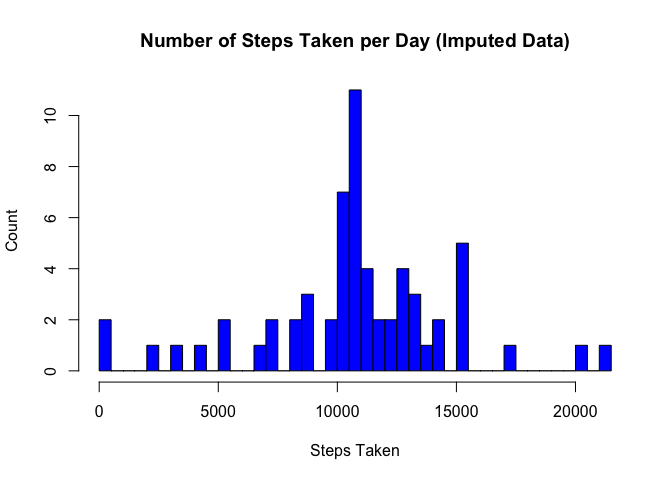 Number of Steps Taken per Day (Imputed Data)
Count
10
8
6
4
2
0
0 5000 10000 15000 20000
Steps Taken